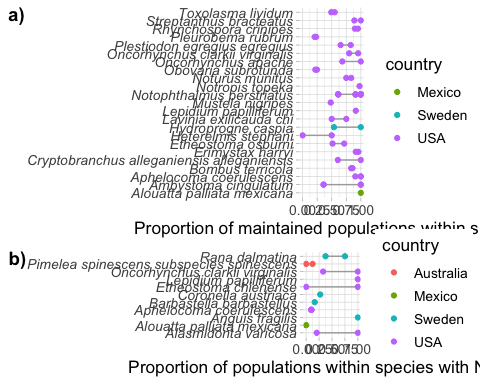 a)
Toxolasma lividum
Streptanthus bracteatus
Rhynchospora crinipes
Pleurobema rubrum
Plestiodon egregius egregius
Oncorhynchus clarkii virginalis
Oncorhynchus apache
Obovaria subrotunda
Noturus munitus
Notropis topeka
Notophthalmus perstriatus
Mustela nigripes
Lepidium papilliferum
Lavinia exilicauda chi
Hydroprogne caspia
Heterelmis stephani
Etheostoma osburni
Erimystax harryi
Cryptobranchus alleganiensis alleganiensis
Bombus terricola
Aphelocoma coerulescens
Ambystoma cingulatum
Alouatta palliata mexicana
Proportion of maintained populations within s
country
Mexico
Sweden
USA
b)
Rana dalmatina
Pimelea spinescens subspecies spinescens
Oncorhynchus clarkii virginalis
Lepidium papilliferum
Etheostoma chienense
Coronella austriaca
Barbastella barbastellus
Aphelocoma coerulescens
Anguis fragilis
Alouatta palliata mexicana
Alasmidonta varicosa
Proportion of populations within species with N
country
Australia
Mexico
Sweden
USA